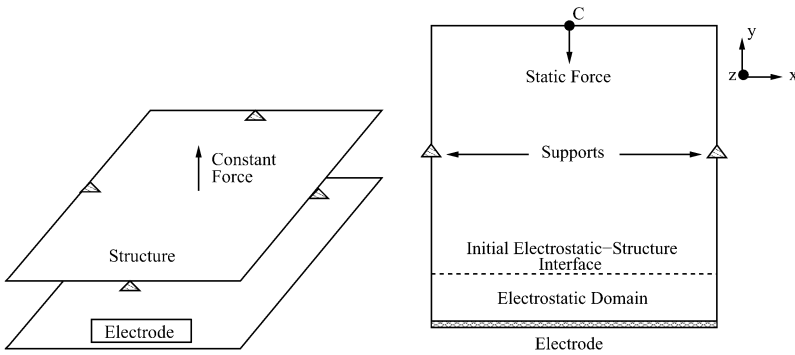 Constant
Force
Structure
Electrode
C
Static Force
Supports
Initial Electrostatic−Structure
Interface
Electrostatic Domain
Electrode
y
z
x